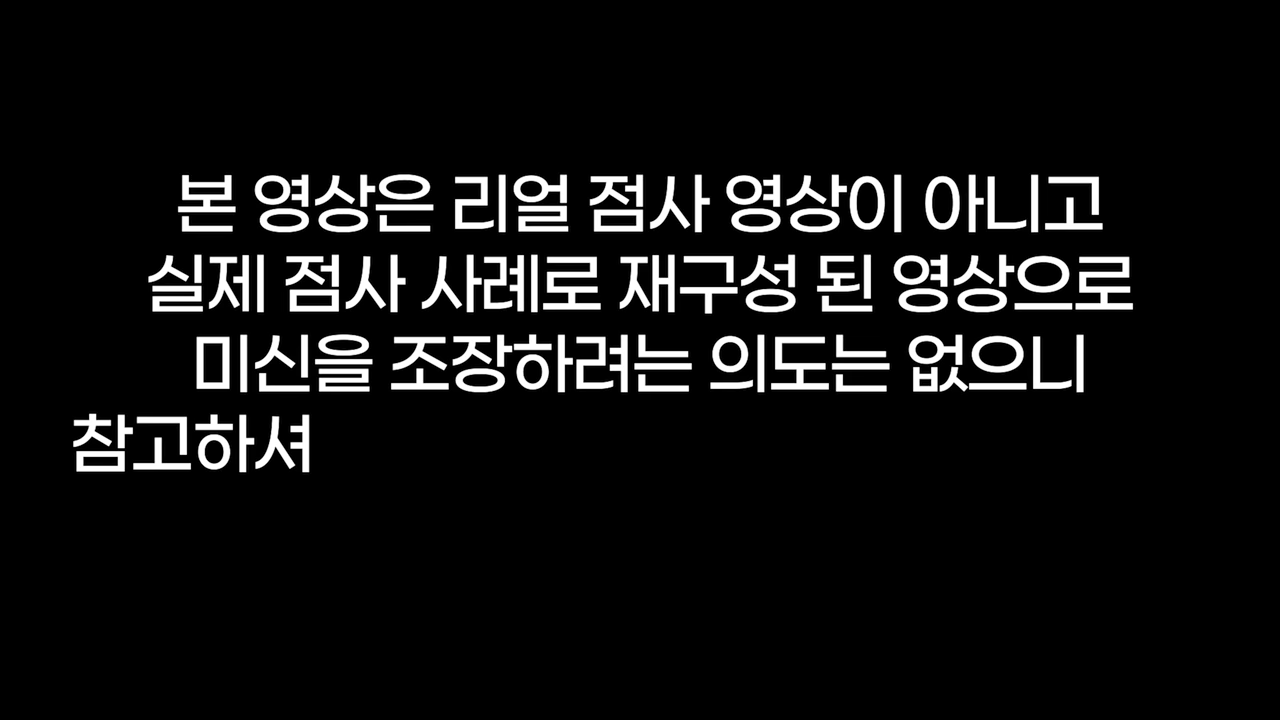 본 영상은 리얼 점사 영상이 아니고
실제 점사 사례로 재구성 된 영상으로
미신을 조장하려는 의도는 없으니
참고하셔